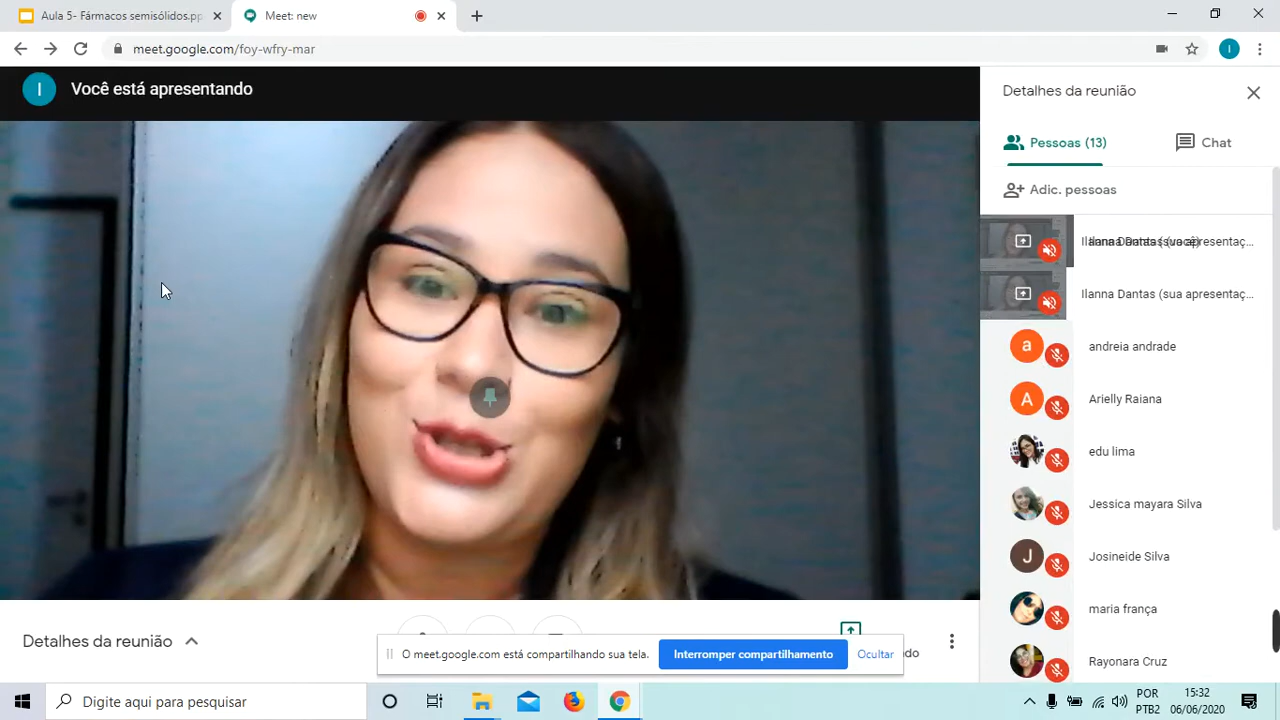 Aula 5- Fármacos semisólidos.pp
Meet: new
meet.google.com/foy-wfry-mar
I
I
Você está apresentando
Detalhes da reunião
Pessoas (13)
Chat
Adic. pessoas
Ilanna Dantas (sua apresentaç...
andreia andrade
a
Arielly Raiana
A
edu lima
Jessica mayara Silva
Josineide Silva
J
maria frança
Rayonara Cruz
Detalhes da reunião
O meet.google.com está compartilhando sua tela.
Interromper compartilhamento
Ocultar
Digite aqui para pesquisar
POR
PTB2
15:32
06/06/2020